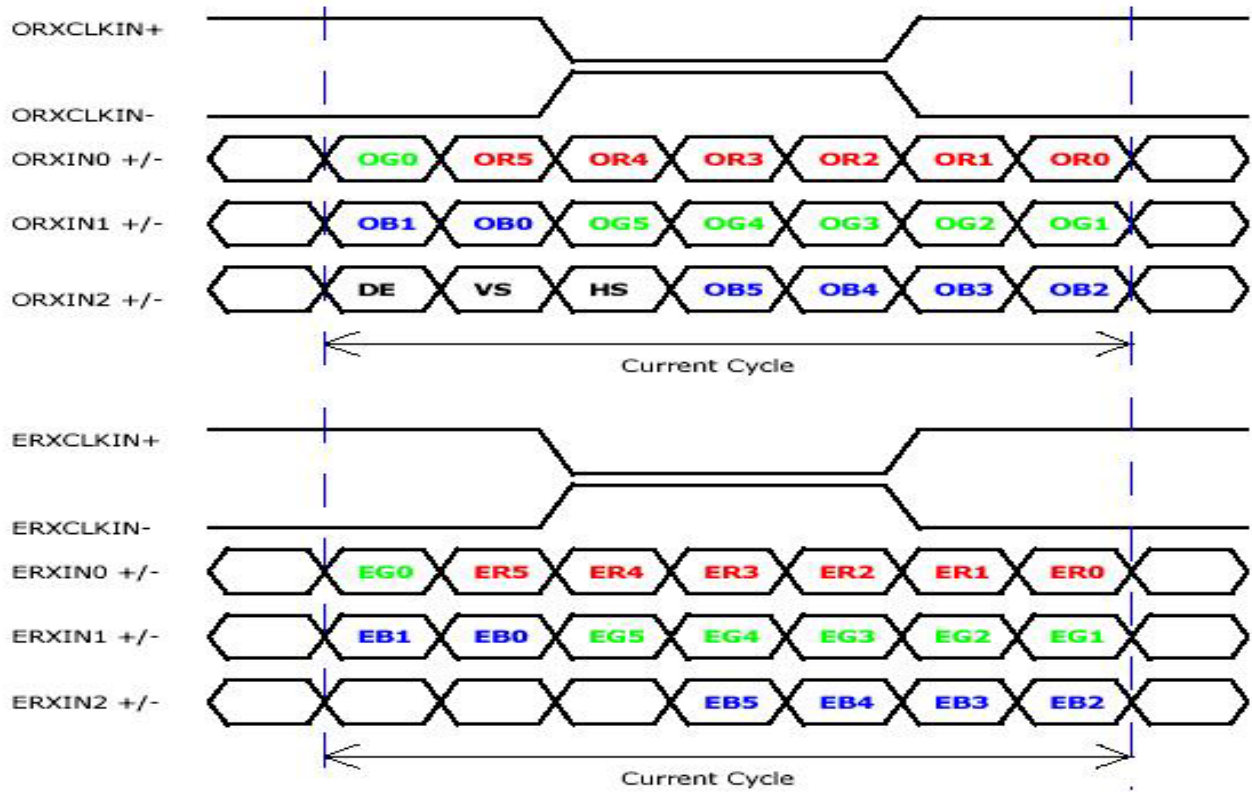 ORXCLKIN+
ORXCLKIN-
ORXIN0 +/- OG0 OR5 OR4 OR3 OR2 OR1 OR0
ORXIN1 +/- OB1 OB0 OG5 OG4 OG3 OG2 OG1
ORXIN2 +/- DE VS HS OB5 OB4 OB3 OB2
Current Cycle
ERXCLKIN+
ERXCLKIN-
ERXIN0 +/- EG0 ER5 ER4 ER3 ER2 ER1 ER0
ERXIN1 +/- EB1 EB0 EG5 EG4 EG3 EG2 EG1
ERXIN2 +/- EB5 EB4 EB3 EB2
Current Cycle